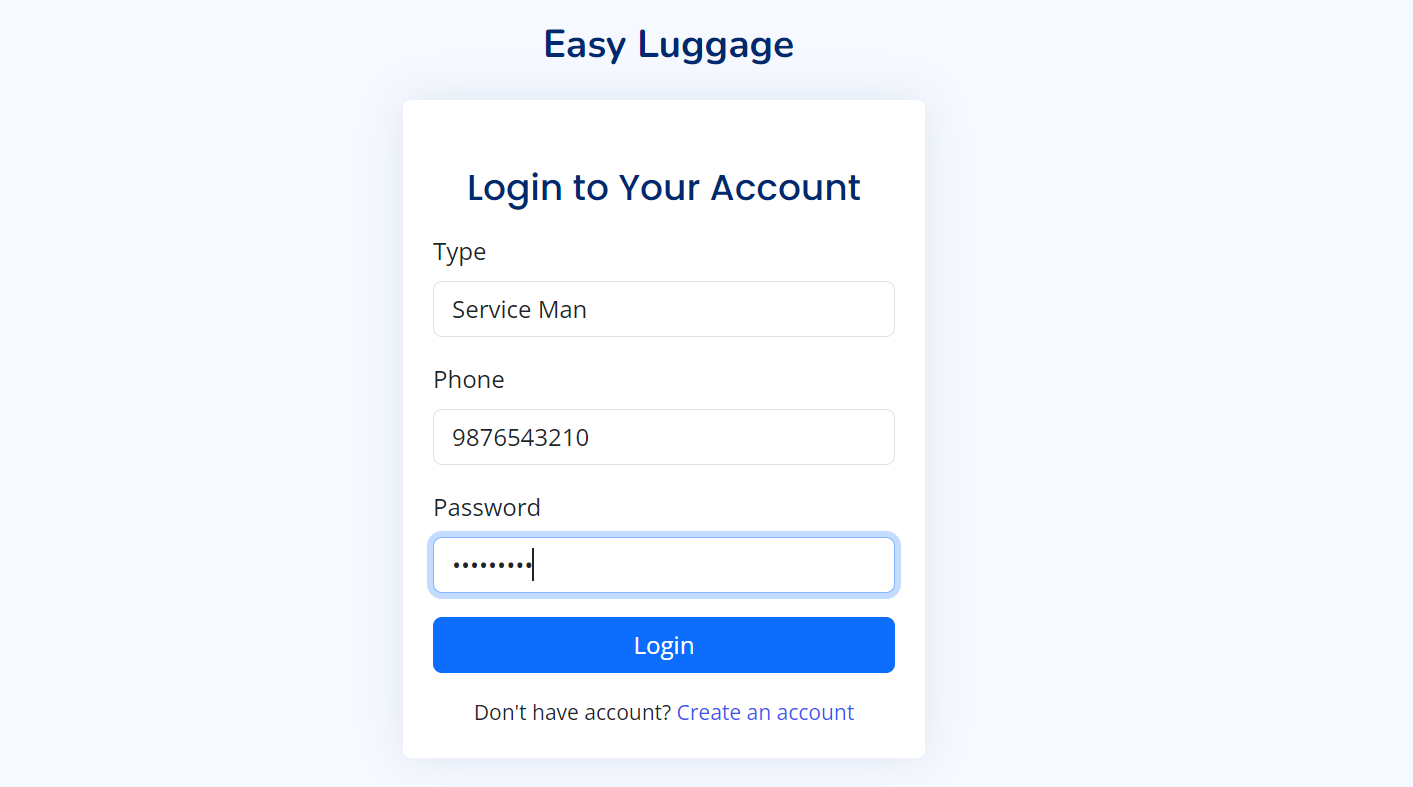 Easy Luggage
Login to Your Account
Type
Service Man
Phone
9876543210
Password
•••••••••
Login
Don't have account? Create an account